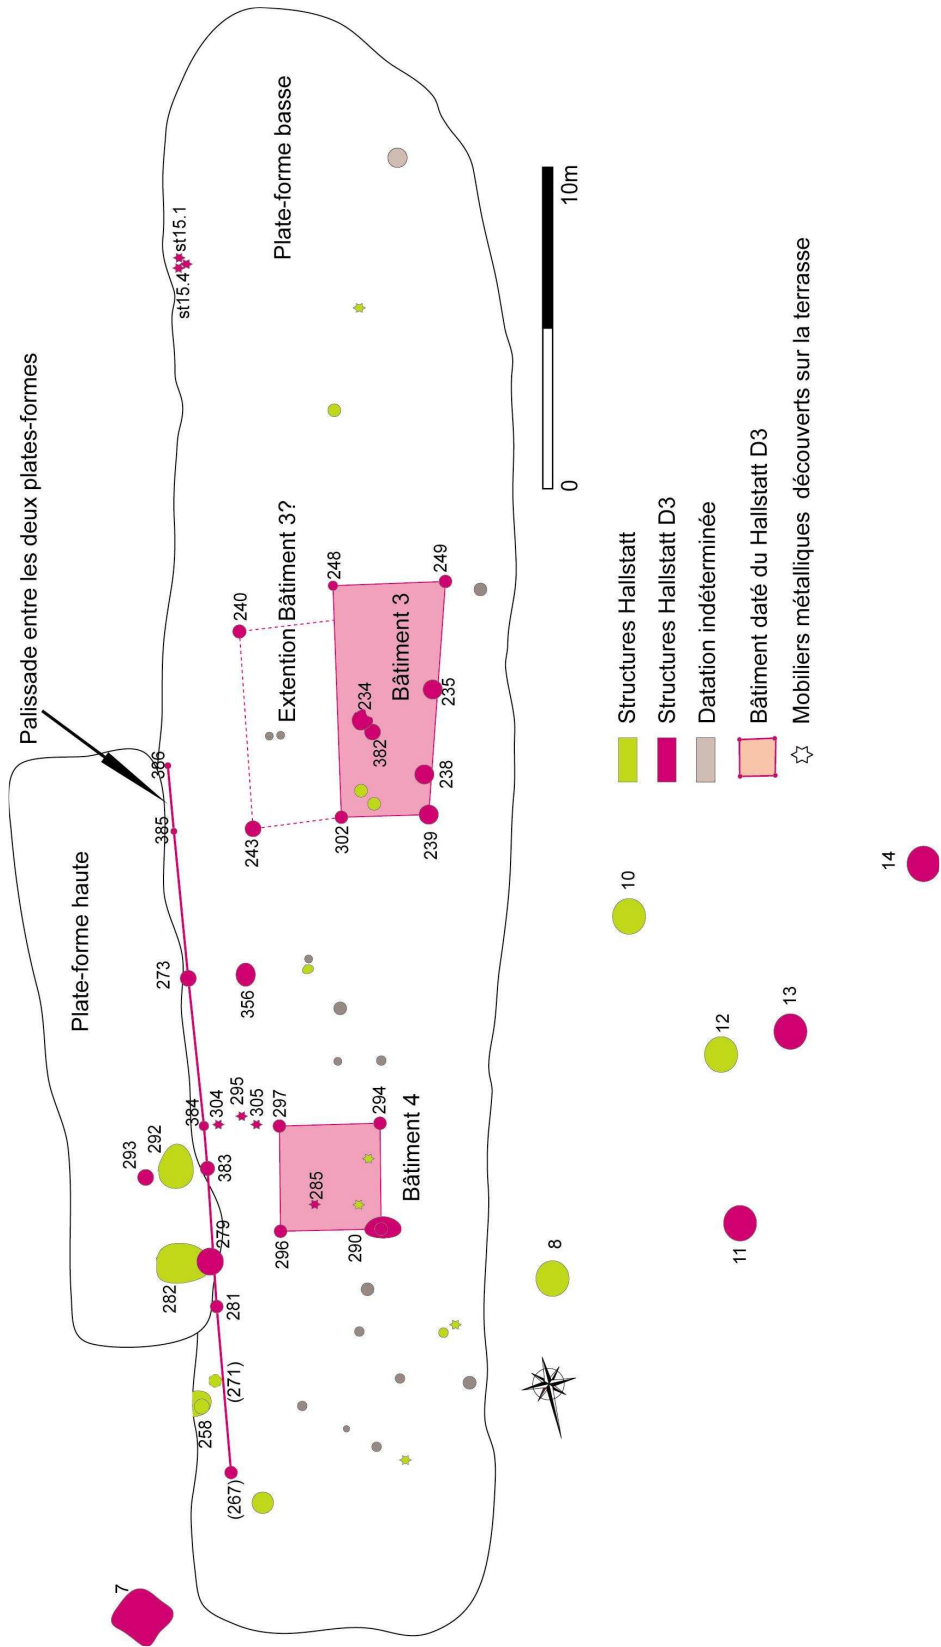 Palissade entre les deux plates-formes
Plate-forme haute
Plate-forme basse
7
(267)
258
(271)
281
282
279
383
292
293
384
304
295
305
273
356
385
386
st15.4
st15.1
243
240
Extention Bâtiment 3?
302
248
Bâtiment 3
234
382
235
238
239
249
296
297
285
290
294
Bâtiment 4
8
10
11
12
13
14
0
10m
Structures Hallstatt
Structures Hallstatt D3
Datation indéterminée
Bâtiment daté du Hallstatt D3
Mobiliers métalliques découverts sur la terrasse